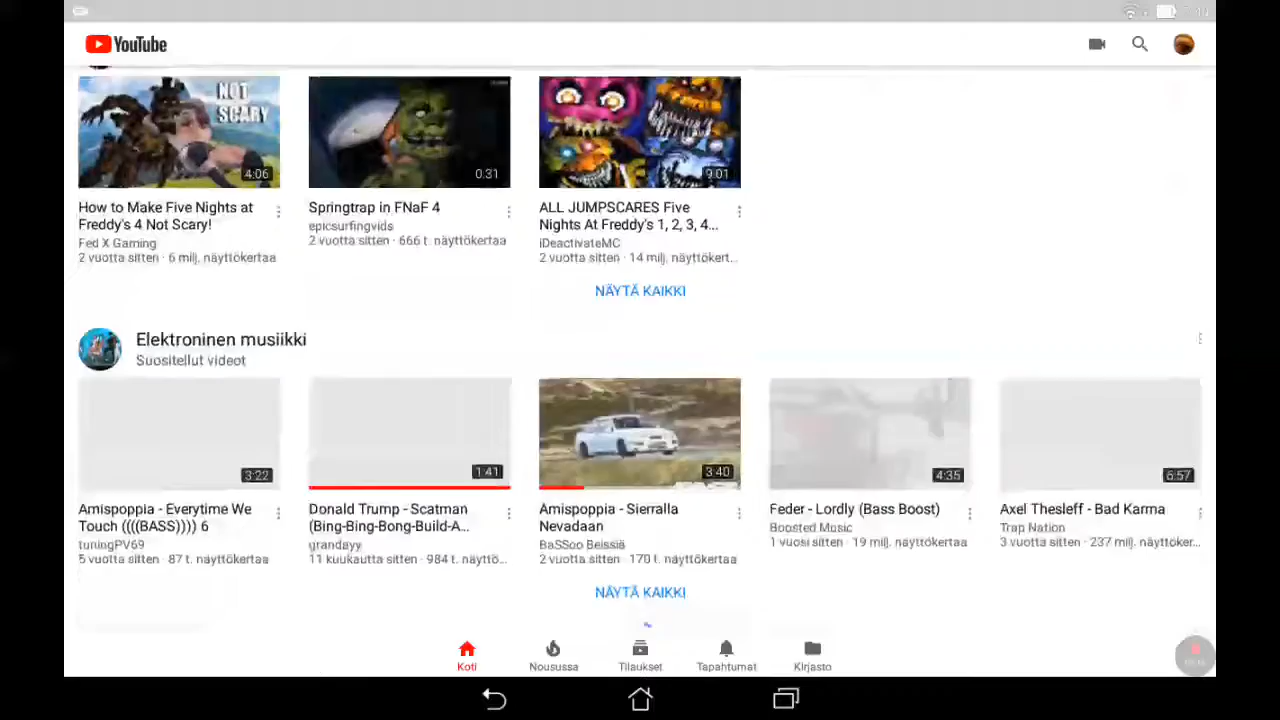 YouTube
NOT
SCARY
4:06
0:31
9:01
How to Make Five Nights at
Freddy's 4 Not Scary!
Fed X Gaming
2 vuotta sitten · 6 milj. näyttökertaa
Springtrap in FNaF 4
epicsurfingvids
2 vuotta sitten · 666 t. näyttökertaa
ALL JUMPSCARES Five
Nights At Freddy's 1, 2, 3, 4...
iDeactivateMC
2 vuotta sitten · 14 milj. näyttökert...
NÄYTÄ KAIKKI
Elektroninen musiikki
Suositellut videot
3:22
1:41
3:40
4:35
6:57
Amispoppia - Everytime We
Touch ((((BASS)))) 6
tuningPV69
5 vuotta sitten · 87 t. näyttökertaa
Donald Trump - Scatman
(Bing-Bing-Bong-Build-A...
grandayy
11 kuukautta sitten · 984 t. näyttö...
Amispoppia - Sierralla
Nevadaan
BaSSoo Beissiä
2 vuotta sitten · 170 t. näyttökertaa
Feder - Lordly (Bass Boost)
Boosted Music
1 vuosi sitten · 19 milj. näyttökertaa
Axel Thesleff - Bad Karma
Trap Nation
3 vuotta sitten · 237 milj. näyttöker...
NÄYTÄ KAIKKI
Koti
Nousussa
Tilaukset
Tapahtumat
Kirjasto